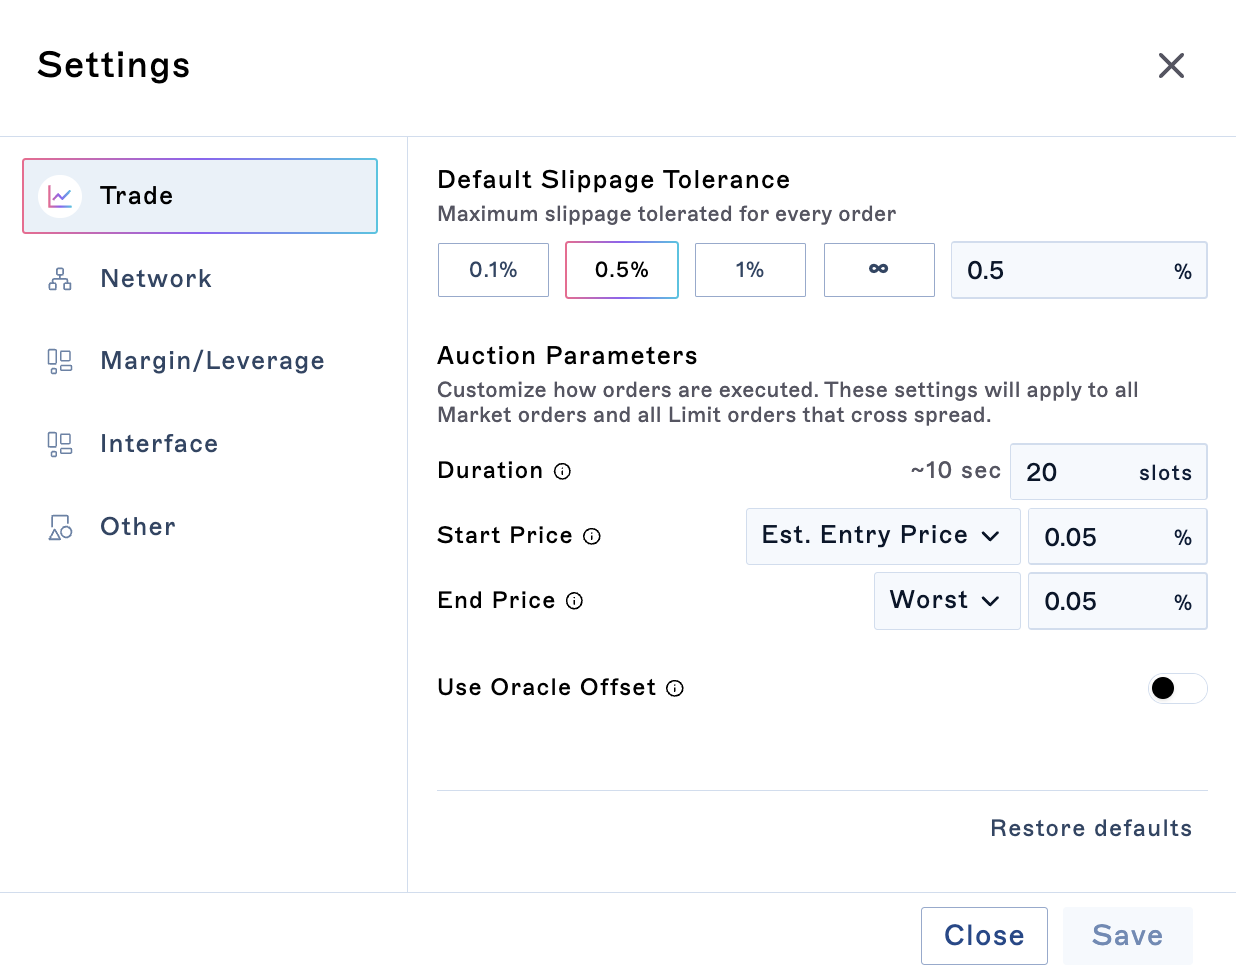 Settings
Trade
Network
Margin/Leverage
Interface
Other
Default Slippage Tolerance
Maximum slippage tolerated for every order
0.1%
0.5%
1%
∞
0.5 %
Auction Parameters
Customize how orders are executed. These settings will apply to all
Market orders and all Limit orders that cross spread.
Duration ~10 sec 20 slots
Start Price Est. Entry Price 0.05 %
End Price Worst 0.05 %
Use Oracle Offset
Restore defaults
Close Save